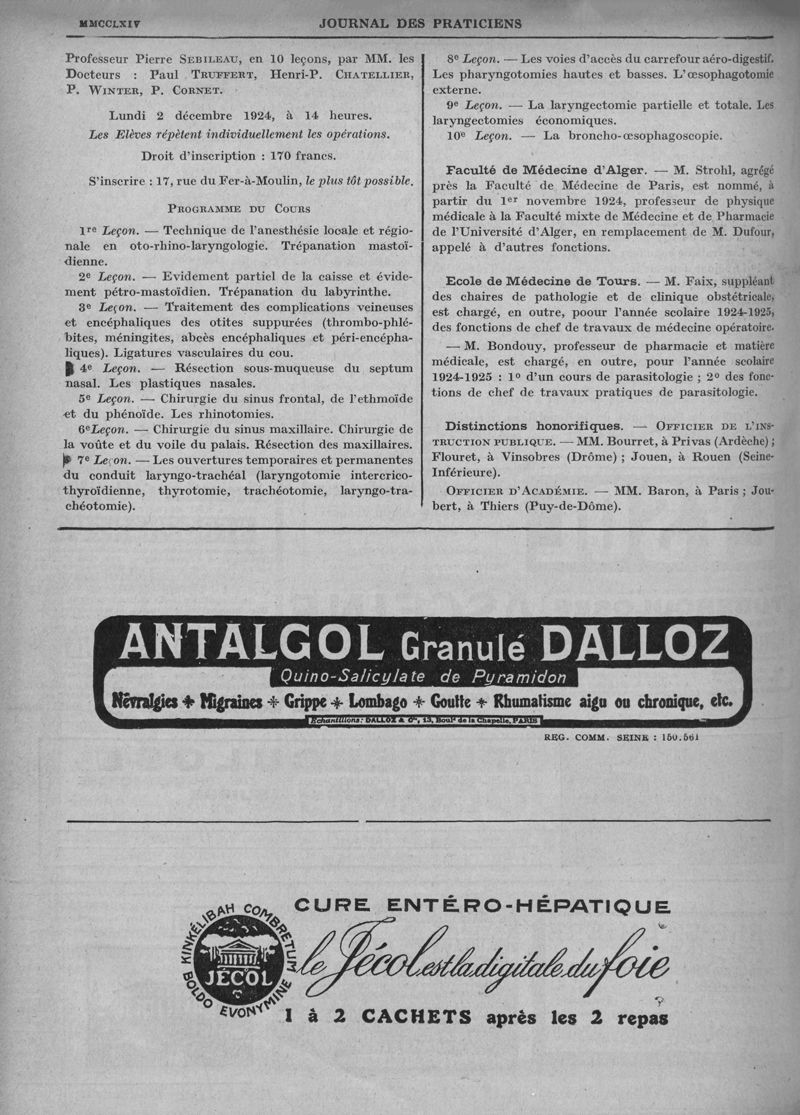 MMCCLXIV
JOURNAL DES PRATICIENS
Professeur Pierre SEBILEAU, en 10 leçons, par MM. les
Docteurs : Paul TRUFFERT, Henri-P. CHATELLIER,
P. WINTER, P. CORNET.
Lundi 2 décembre 1924, à 14 heures.
Les Elèves répètent individuellement les opérations.
Droit d'inscription : 170 francs.
S'inscrire : 17, rue du Fer-à-Moulin, le plus tôt possible.
PROGRAMME DU COURS
1re Leçon. — Technique de l'anesthésie locale et régio-
nale en oto-rhino-laryngologie. Trépanation mastoï-
dienne.
2e Leçon. — Evidement partiel de la caisse et évide-
ment pétro-mastoïdien. Trépanation du labyrinthe.
3e Leçon. — Traitement des complications veineuses
et encéphaliques des otites suppurées (thrombo-phlé-
bites, méningites, abcès encéphaliques et péri-encépha-
liques). Ligatures vasculaires du cou.
4e Leçon. — Résection sous-muqueuse du septum
nasal. Les plastiques nasales.
5e Leçon. — Chirurgie du sinus frontal, de l'ethmoïde
et du phénoïde. Les rhinotomies.
6eLeçon. — Chirurgie du sinus maxillaire. Chirurgie de
la voûte et du voile du palais. Résection des maxillaires.
7e Leçon. — Les ouvertures temporaires et permanentes
du conduit laryngo-trachéal (laryngotomie intercrico-
thyroïdienne, thyrotomie, trachéotomie, laryngo-tra-
chéotomie).
8e Leçon. — Les voies d'accès du carrefour aéro-digestif.
Les pharyngotomies hautes et basses. L'œsophagotomie
externe.
9e Leçon. — La laryngectomie partielle et totale. Les
laryngectomies économiques.
10e Leçon. — La broncho-œsophagoscopie.
Faculté de Médecine d'Alger. — M. Strohl, agrégé
près la Faculté de Médecine de Paris, est nommé, à
partir du 1er novembre 1924, professeur de physique
médicale à la Faculté mixte de Médecine et de Pharmacie
de l'Université d'Alger, en remplacement de M. Dufour,
appelé à d'autres fonctions.
Ecole de Médecine de Tours. — M. Faix, suppléant
des chaires de pathologie et de clinique obstétricale,
est chargé, en outre, poour l'année scolaire 1924-1925,
des fonctions de chef de travaux de médecine opératoire.
— M. Bondouy, professeur de pharmacie et matière
médicale, est chargé, en outre, pour l'année scolaire
1924-1925 : 1o d'un cours de parasitologie ; 2o des fonc-
tions de chef de travaux pratiques de parasitologie.
Distinctions honorifiques. — OFFICIER DE L'INS-
TRUCTION PUBLIQUE. — MM. Bourret, à Privas (Ardèche) ;
Flouret, à Vinsobres (Drôme) ; Jouen, à Rouen (Seine-
Inférieure).
OFFICIER D'ACADÉMIE. — MM. Baron, à Paris ; Jou-
bert, à Thiers (Puy-de-Dôme).
ANTALGOL Granulé DALLOZ
Quino-Salicylate de Pyramidon
Névralgies + Migraines + Grippe + Lombago + Goutte + Rhumatisme aigu ou chronique, etc.
Échantillons: DALLOZ & Cie, 13, Boulд de la Chapelle, PARIS
REG. COMM. SEINE : 150.561
CURE ENTÉRO-HÉPATIQUE
KINKÉLIBAH COMBRETUM
JÉCOL
BOLDO EVONYMINE
le Jécol est la digitale du foie
1 à 2 CACHETS après les 2 repas